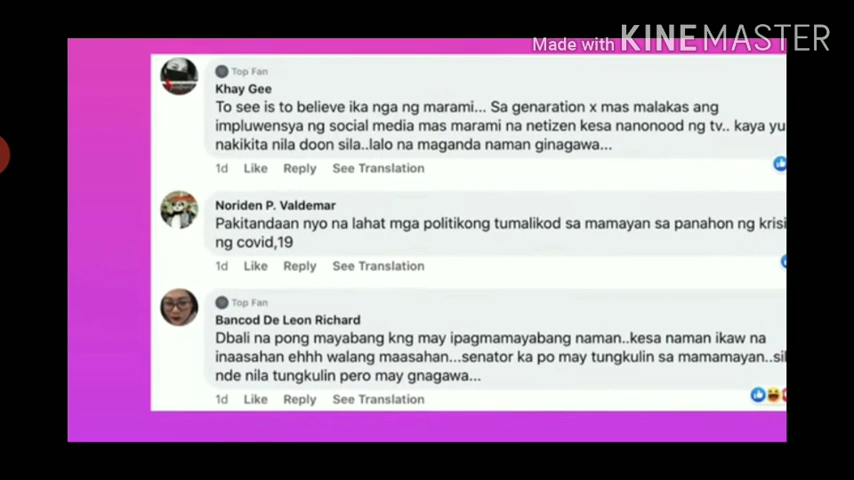 Made with KINEMASTER
Top Fan
Khay Gee
To see is to believe ika nga ng marami... Sa genaration x mas malakas ang
impluwensya ng social media mas marami na netizen kesa nanonood ng tv.. kaya yu
nakikita nila doon sila..lalo na maganda naman ginagawa...
1d Like Reply See Translation
Noriden P. Valdemar
Pakitandaan nyo na lahat mga politikong tumalikod sa mamayan sa panahon ng krisi
ng covid,19
1d Like Reply See Translation
Top Fan
Bancod De Leon Richard
Dbali na pong mayabang kng may ipagmamayabang naman..kesa naman ikaw na
inaasahan ehhh walang maasahan...senator ka po may tungkulin sa mamamayan..sil
nde nila tungkulin pero may gnagawa...
1d Like Reply See Translation